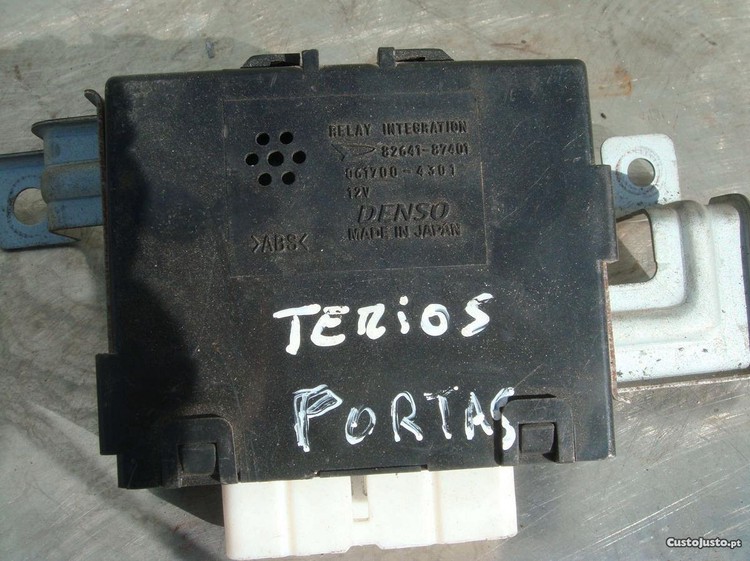 RELAY INTEGRATION
82641-87401
061700-4301
12V
DENSO
>ABS<
MADE IN JAPAN
TERIOS
PORTAS
CustoJusto.pt